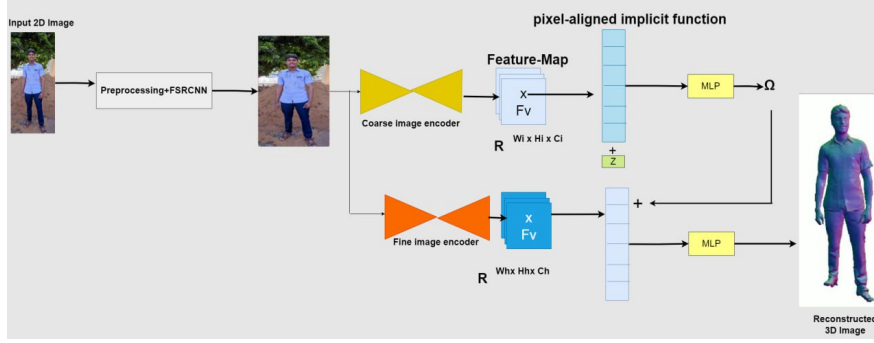 pixel-aligned implicit function
Input 2D Image
Preprocessing+FSRCNN
Coarse image encoder
Feature-Map
x
Fv
R Wi x Hi x Ci
+
Z
MLP
Ω
Fine image encoder
x
Fv
R Whx Hhx Ch
+
MLP
Reconstructed
3D Image